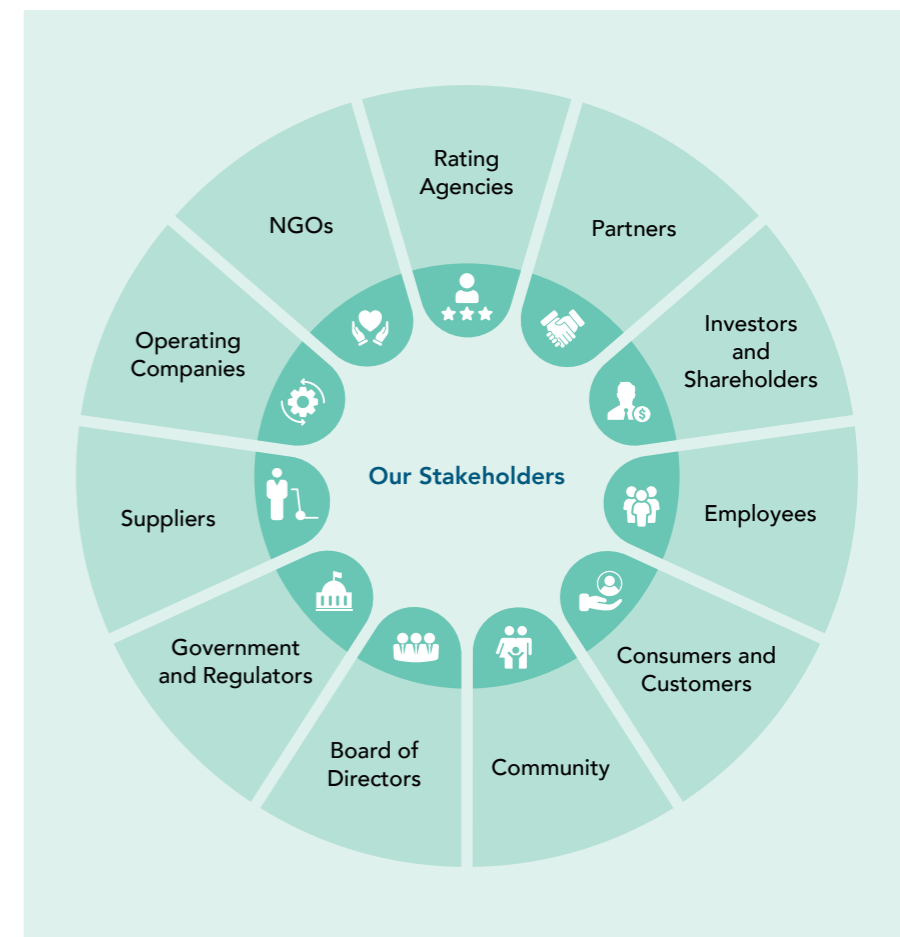 Rating
Agencies
Partners
Investors
and
Shareholders
Employees
Consumers and
Customers
Community
Board of
Directors
Government
and Regulators
Suppliers
Operating
Companies
NGOs
Our Stakeholders
$